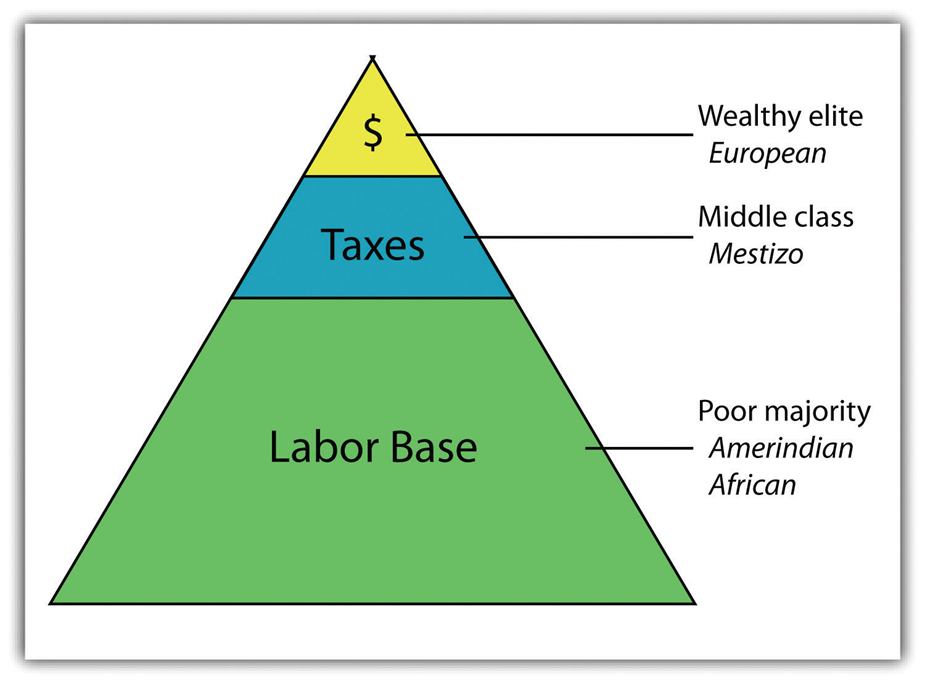 $
Wealthy elite
European
Taxes
Middle class
Mestizo
Labor Base
Poor majority
Amerindian
African